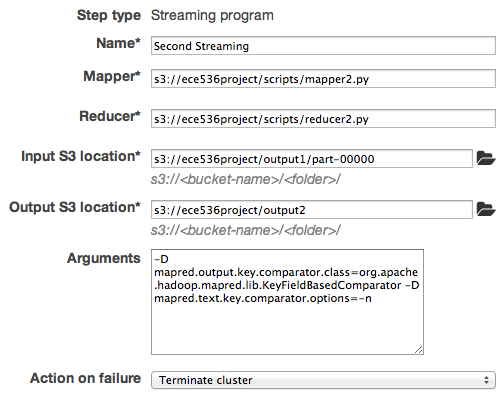 Step type Streaming program
Name* Second Streaming
Mapper* s3://ece536project/scripts/mapper2.py
Reducer* s3://ece536project/scripts/reducer2.py
Input S3 location* s3://ece536project/output1/part-00000
s3://<bucket-name>/<folder>/
Output S3 location* s3://ece536project/output2
s3://<bucket-name>/<folder>/
Arguments -D
mapred.output.key.comparator.class=org.apache
.hadoop.mapred.lib.KeyFieldBasedComparator -D
mapred.text.key.comparator.options=-n
Action on failure Terminate cluster